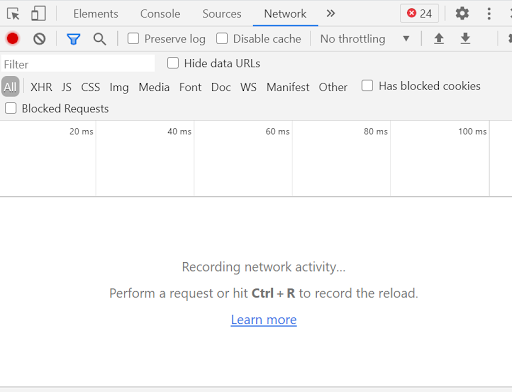 Elements Console Sources Network » 24
Preserve log Disable cache No throttling
Filter Hide data URLs
All XHR JS CSS Img Media Font Doc WS Manifest Other Has blocked cookies
Blocked Requests
20 ms 40 ms 60 ms 80 ms 100 ms
Recording network activity...
Perform a request or hit Ctrl + R to record the reload.
Learn more